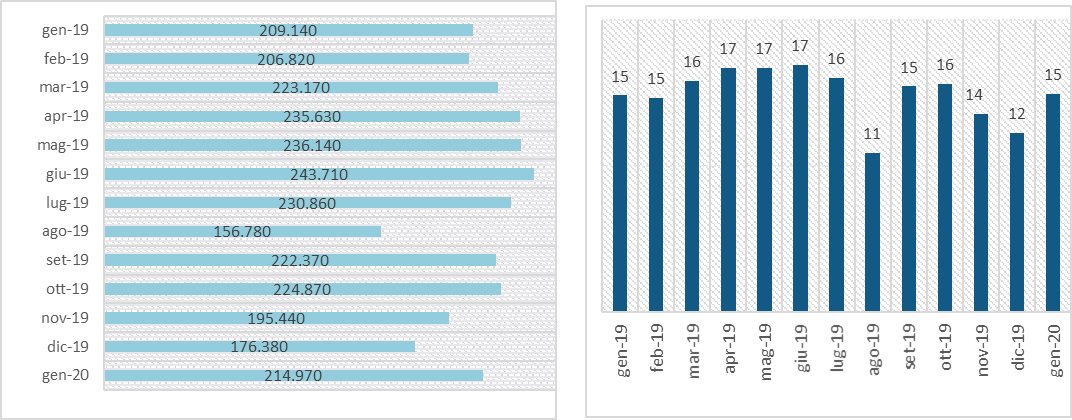 gen-19 209.140
feb-19 206.820
mar-19 223.170
apr-19 235.630
mag-19 236.140
giu-19 243.710
lug-19 230.860
ago-19 156.780
set-19 222.370
ott-19 224.870
nov-19 195.440
dic-19 176.380
gen-20 214.970
15 15 16 17 17 17 16 11 15 16 14 12 15
gen-19 feb-19 mar-19 apr-19 mag-19 giu-19 lug-19 ago-19 set-19 ott-19 nov-19 dic-19 gen-20